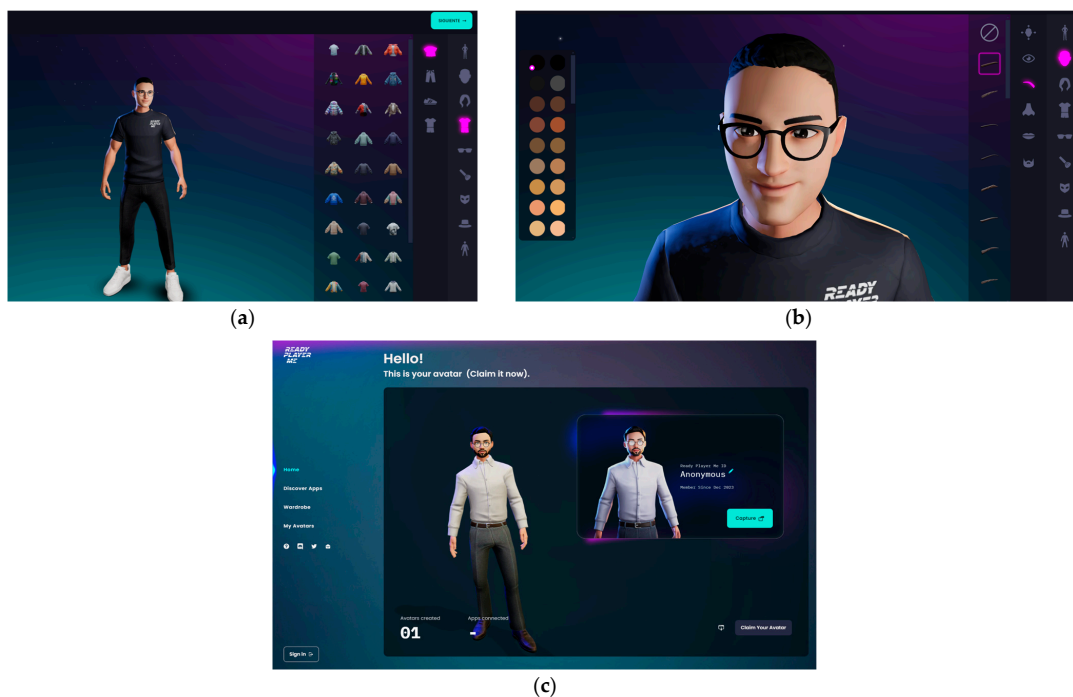 SIGUIENTE →
READY
PLAYER
ME
(a)
READY
PLAYER
(b)
READY
PLAYER
ME
Hello!
This is your avatar (Claim it now).
Home
Discover Apps
Wardrobe
My Avatars
Ready Player Me ID
Anonymous
Member Since Dec 2023
Capture
Avatars created
Apps connected
01
-
Claim Your Avatar
Sign in
(c)